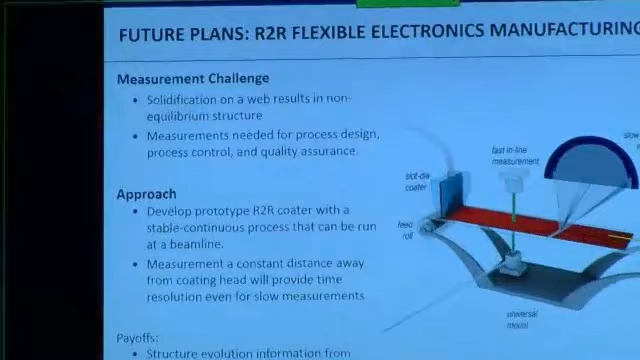 FUTURE PLANS: R2R FLEXIBLE ELECTRONICS MANUFACTURING
Measurement Challenge
• Solidification on a web results in non-
equilibrium structure
• Measurements needed for process design,
process control, and quality assurance.
Approach
• Develop prototype R2R coater with a
stable-continuous process that can be run
at a beamline.
• Measurement a constant distance away
from coating head will provide time
resolution even for slow measurements
Payoffs:
• Structure evolution information from
slot-die
coater
feed
roll
fast in-line
measurement
slow
universal
mount